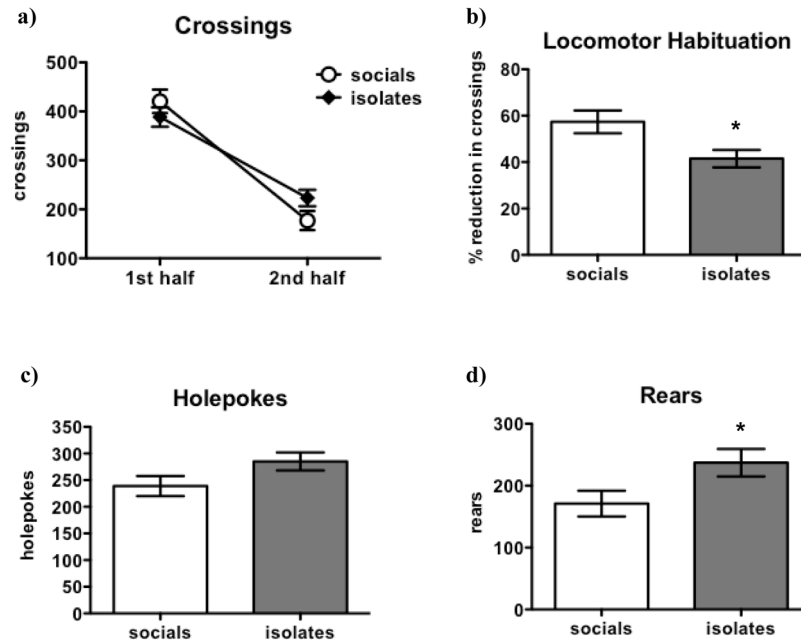 a)
Crossings
500
400
300
200
100
crossings
socials
isolates
1st half
2nd half
b)
Locomotor Habituation
80
60
40
20
0
% reduction in crossings
*
socials
isolates
c)
Holepokes
350
300
250
200
150
100
50
0
holepokes
socials
isolates
d)
Rears
300
200
100
0
rears
*
socials
isolates